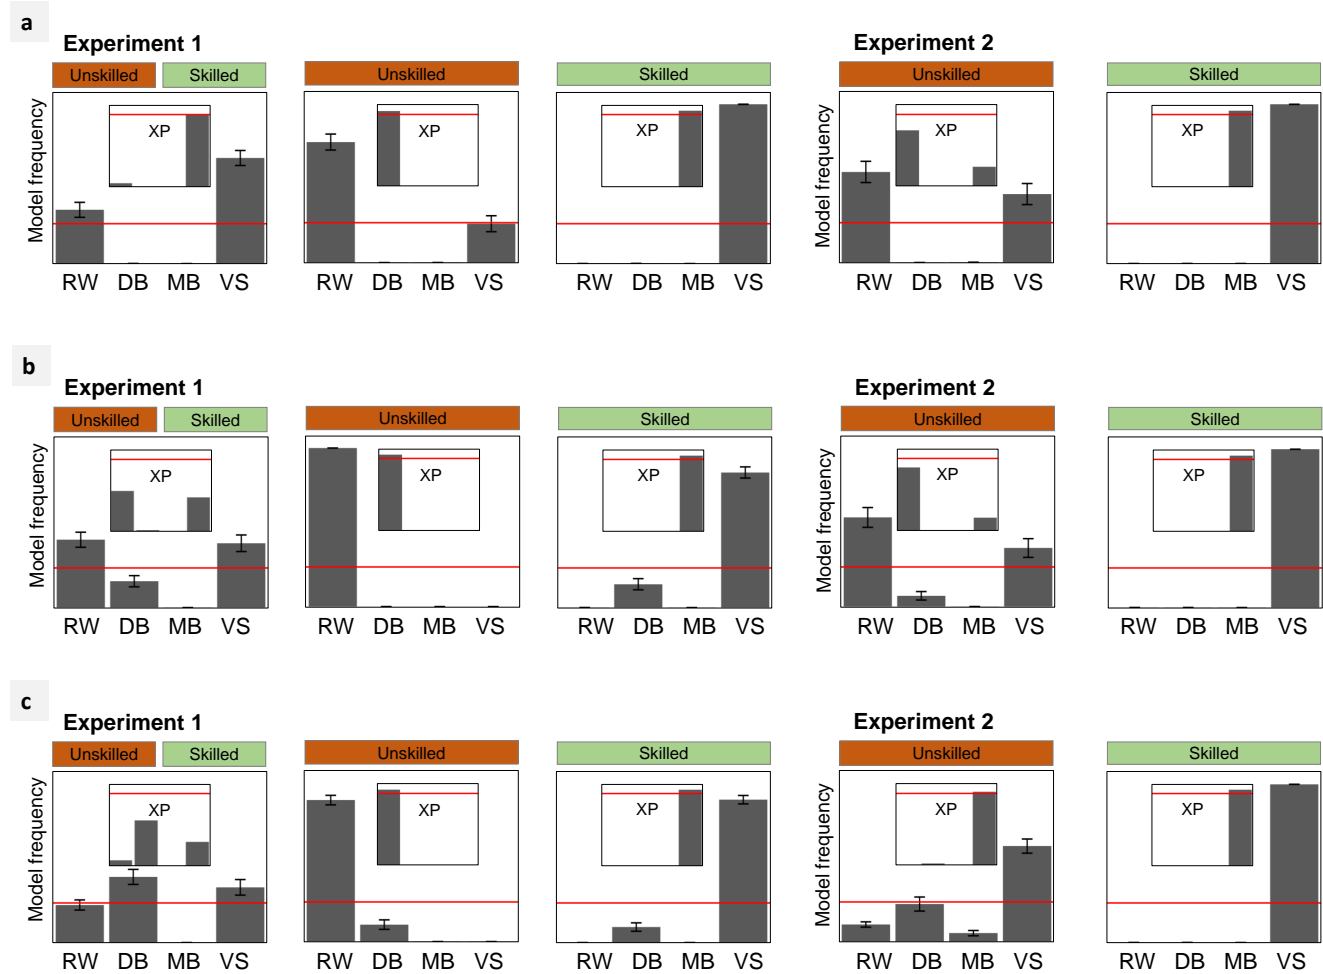 a
Experiment 1 Experiment 2
Unskilled Skilled Unskilled Skilled Unskilled Skilled
Model frequency XP XP XP Model frequency XP XP
RW DB MB VS RW DB MB VS RW DB MB VS RW DB MB VS RW DB MB VS
b
Experiment 1 Experiment 2
Unskilled Skilled Unskilled Skilled Unskilled Skilled
Model frequency XP XP XP Model frequency XP XP
RW DB MB VS RW DB MB VS RW DB MB VS RW DB MB VS RW DB MB VS
c
Experiment 1 Experiment 2
Unskilled Skilled Unskilled Skilled Unskilled Skilled
Model frequency XP XP XP Model frequency XP XP
RW DB MB VS RW DB MB VS RW DB MB VS RW DB MB VS RW DB MB VS